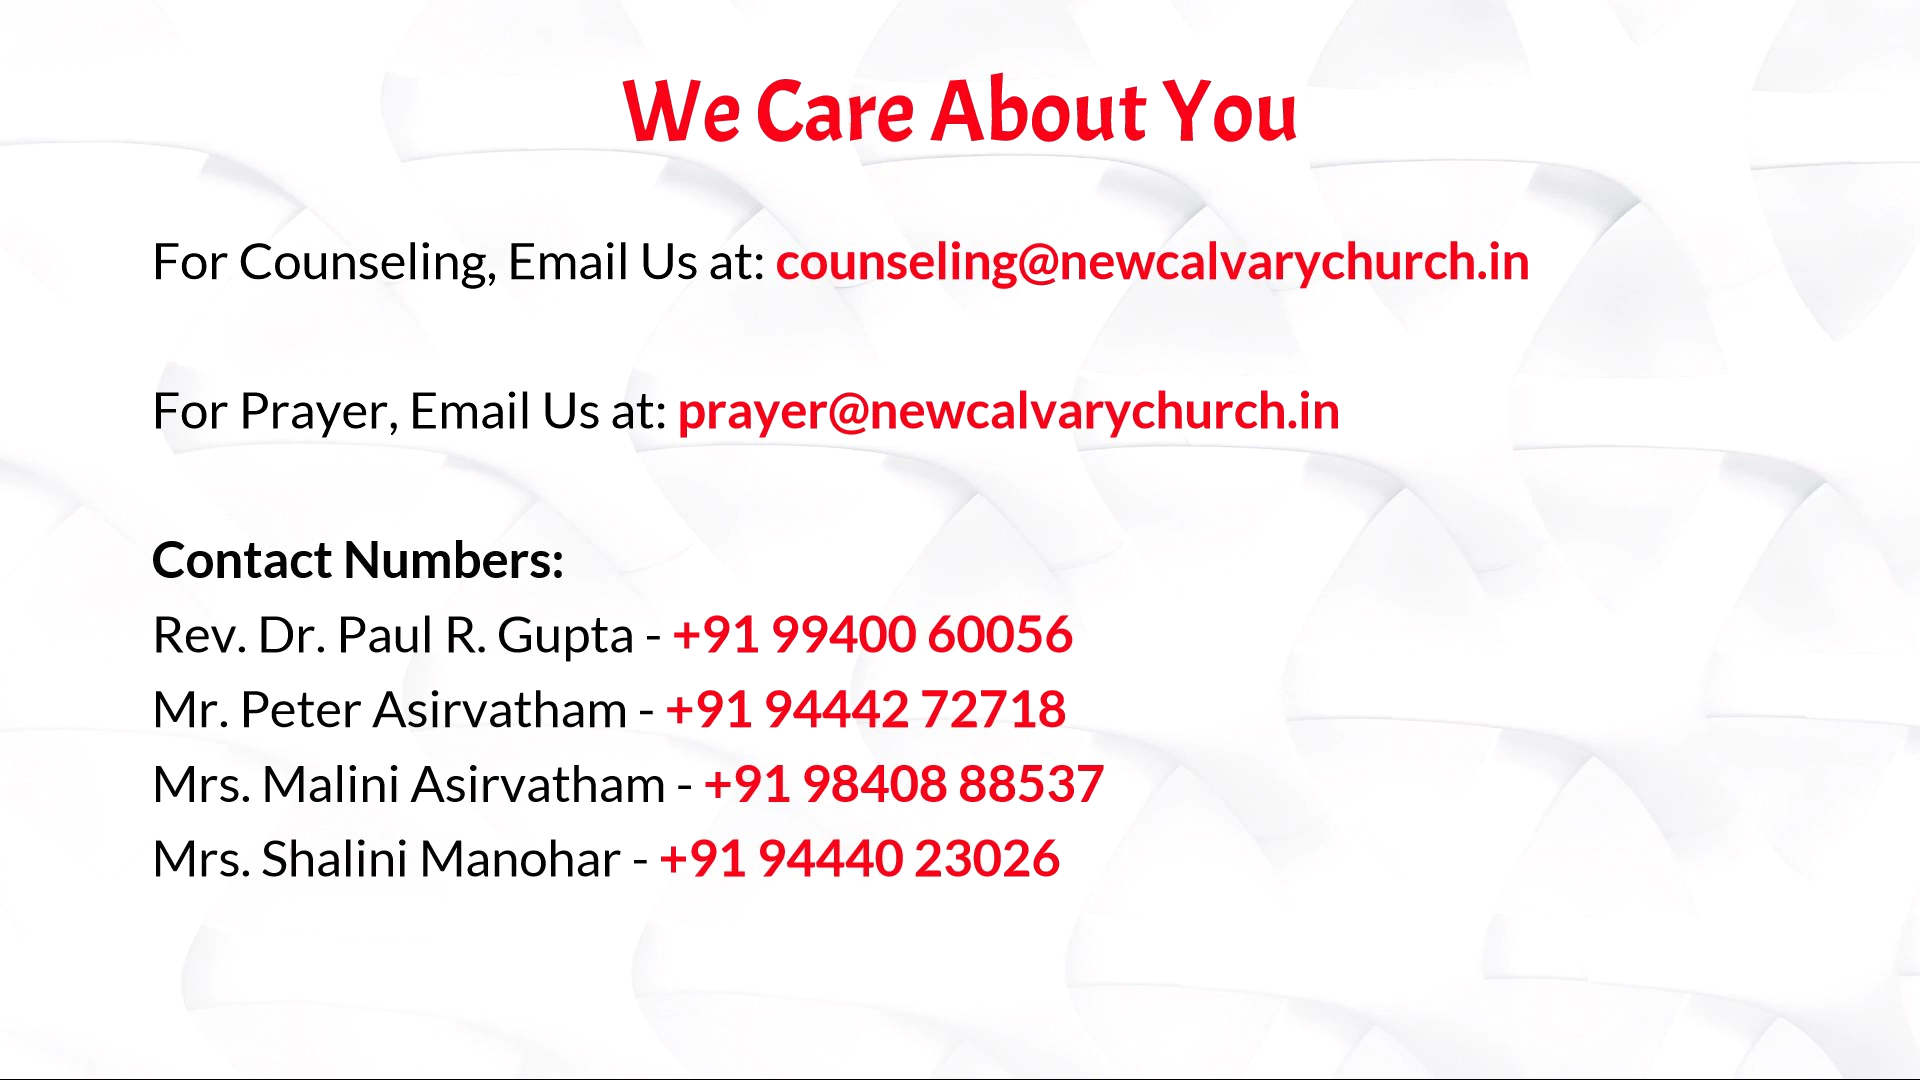 We Care About You
For Counseling, Email Us at: counseling@newcalvarychurch.in
For Prayer, Email Us at: prayer@newcalvarychurch.in
Contact Numbers:
Rev. Dr. Paul R. Gupta - +91 99400 60056
Mr. Peter Asirvatham - +91 94442 72718
Mrs. Malini Asirvatham - +91 98408 88537
Mrs. Shalini Manohar - +91 94440 23026